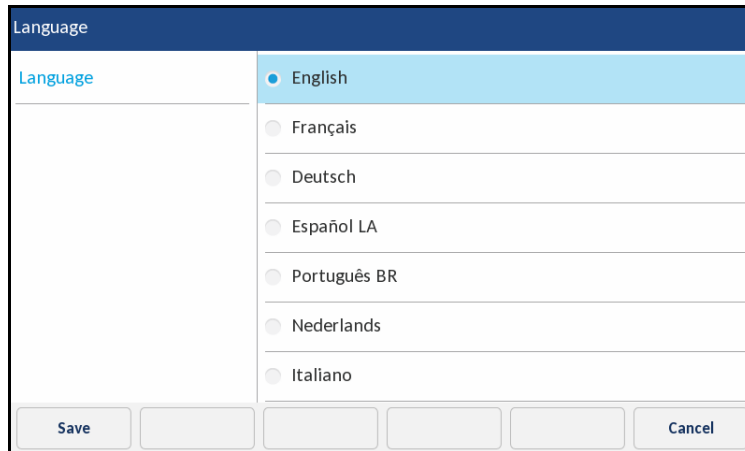 Language
Language
English
Français
Deutsch
Español LA
Português BR
Nederlands
Italiano
Save
Cancel